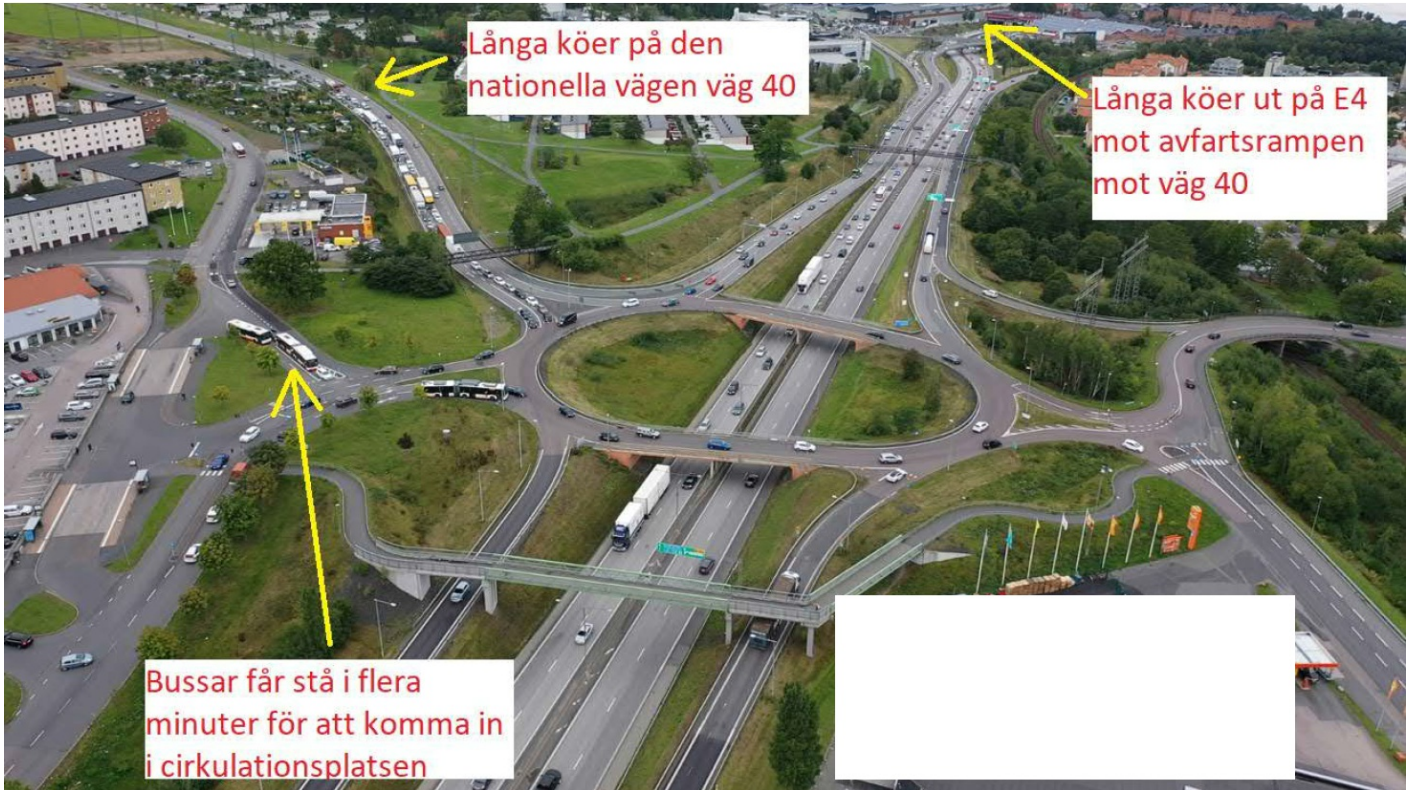 Långa köer på den
nationella vägen väg 40
Långa köer ut på E4
mot avfartsrampen
mot väg 40
Bussar får stå i flera
minuter för att komma in
i cirkulationsplatsen